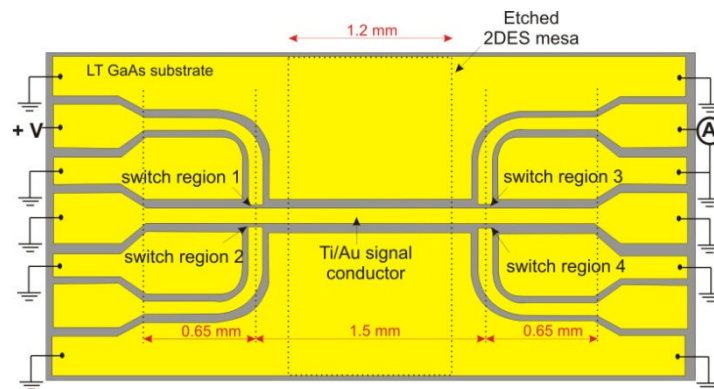 1.2 mm
Etched
2DES mesa
LT GaAs substrate
+ V
A
switch region 1
switch region 3
switch region 2
Ti/Au signal
conductor
switch region 4
0.65 mm
1.5 mm
0.65 mm